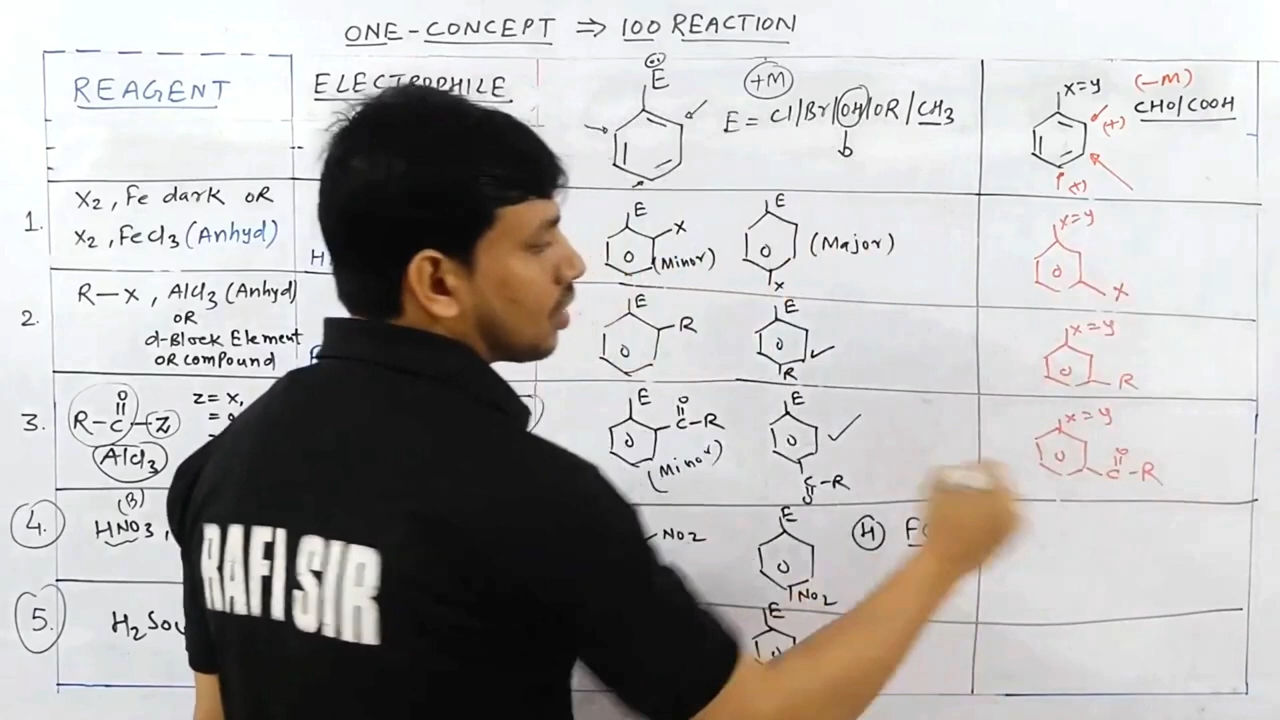 ONE-CONCEPT ⇒ 100 REACTION
REAGENT
ELECTROPHILE
E
+M
E = Cl/Br/OH/OR/CH3
b
x=y
(–M)
CHO/COOH
(+)
(+)
1.
X2, Fe dark OR
X2, FeCl3 (Anhyd)
H
E
X
(Minor)
E
X
(Major)
x=y
X
2.
R—X, AlCl3 (Anhyd)
OR
d-Block Element
OR compound
E
R
E
R
x=y
R
3.
R–C–Z
O
AlCl3
Z= X,
E
O
C–R
(Minor)
E
C–R
O
x=y
O
C–R
4.
(B)
HNO3,
NO2
E
NO2
H
5.
E
RAFI SIR